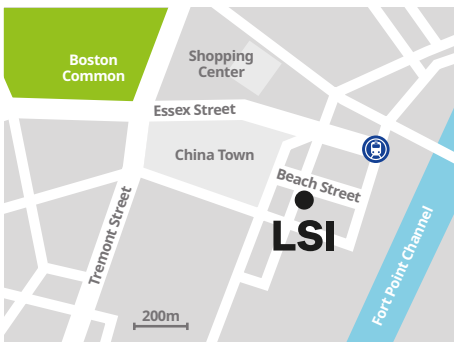 Boston
Common
Shopping
Center
Essex Street
China Town
Beach Street
LSI
Tremont Street
Fort Point Channel
200m